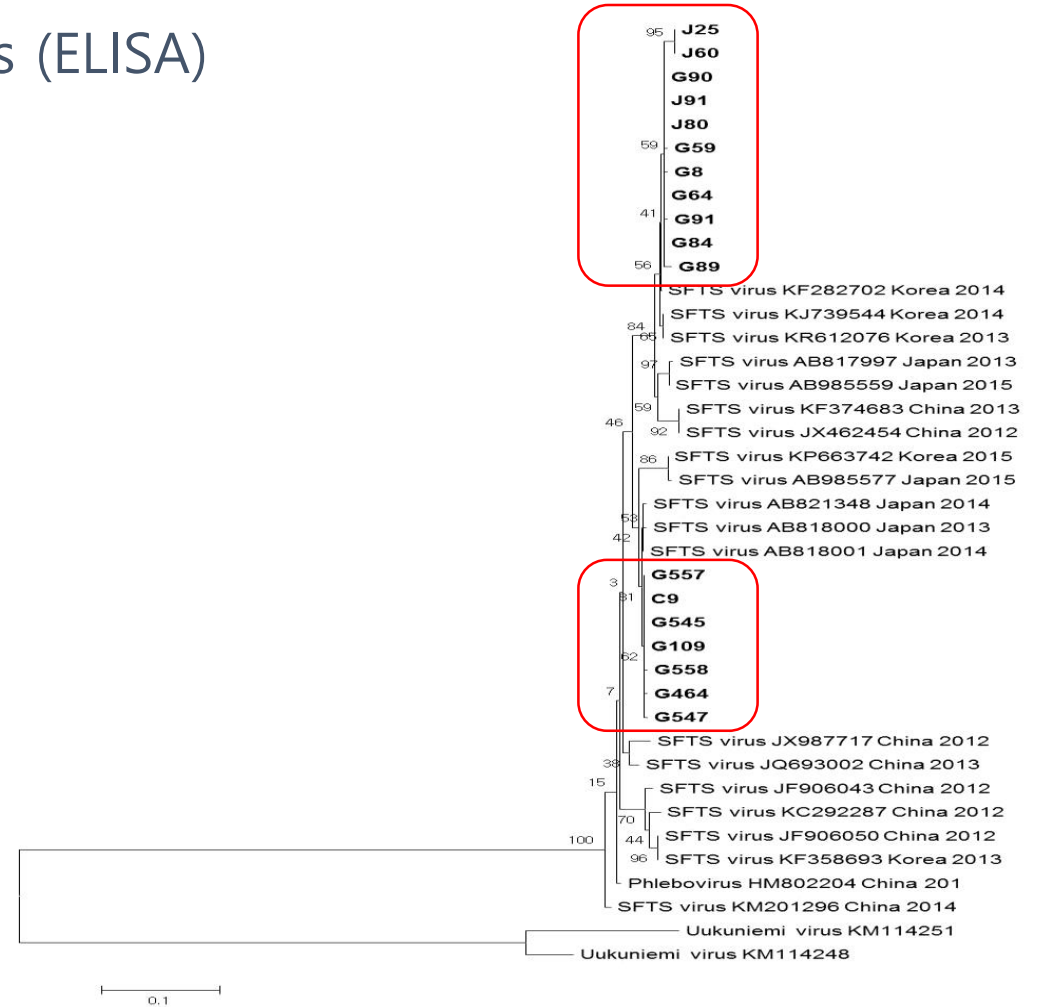 s (ELISA)
95
J25
J60
G90
J91
J80
59
G59
G8
G64
41
G91
G84
56
G89
SFTS virus KF282702 Korea 2014
SFTS virus KJ739544 Korea 2014
84
65
SFTS virus KR612076 Korea 2013
97
SFTS virus AB817997 Japan 2013
SFTS virus AB985559 Japan 2015
59
SFTS virus KF374683 China 2013
46
92
SFTS virus JX462454 China 2012
86
SFTS virus KP663742 Korea 2015
SFTS virus AB985577 Japan 2015
SFTS virus AB821348 Japan 2014
53
SFTS virus AB818000 Japan 2013
42
SFTS virus AB818001 Japan 2014
3
G557
31
C9
G545
G109
62
G558
7
G464
G547
SFTS virus JX987717 China 2012
38
SFTS virus JQ693002 China 2013
15
SFTS virus JF906043 China 2012
70
SFTS virus KC292287 China 2012
100
44
SFTS virus JF906050 China 2012
96
SFTS virus KF358693 Korea 2013
Phlebovirus HM802204 China 201
SFTS virus KM201296 China 2014
Uukuniemi virus KM114251
Uukuniemi virus KM114248
0.1